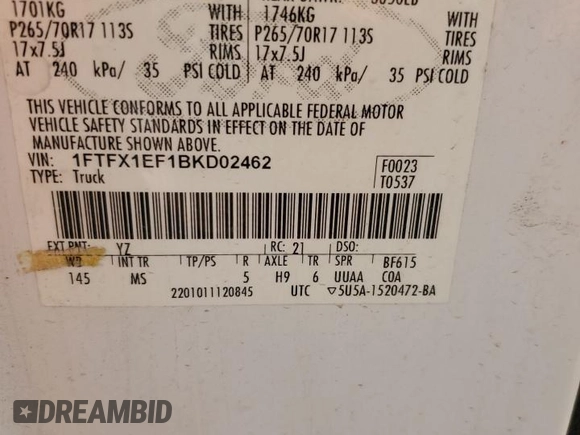 1701KG WITH 1746KG WITH
P265/70R17 113S TIRES P265/70R17 113S TIRES
17x7.5J RIMS 17x7.5J RIMS
AT 240 kPa/ 35 PSI COLD AT 240 kPa/ 35 PSI COLD
THIS VEHICLE CONFORMS TO ALL APPLICABLE FEDERAL MOTOR
VEHICLE SAFETY STANDARDS IN EFFECT ON THE DATE OF
MANUFACTURE SHOWN ABOVE.
VIN: 1FTFX1EF1BKD02462 F0023
TYPE: Truck T0537
EXT PNT: YZ RC: 21 DSO:
WB INT TR TP/PS R AXLE TR SPR BF615
145 MS 5 H9 6 UUAA C0A
2201011120845 UTC ▽5U5A-1520472-BA
DREAMBID